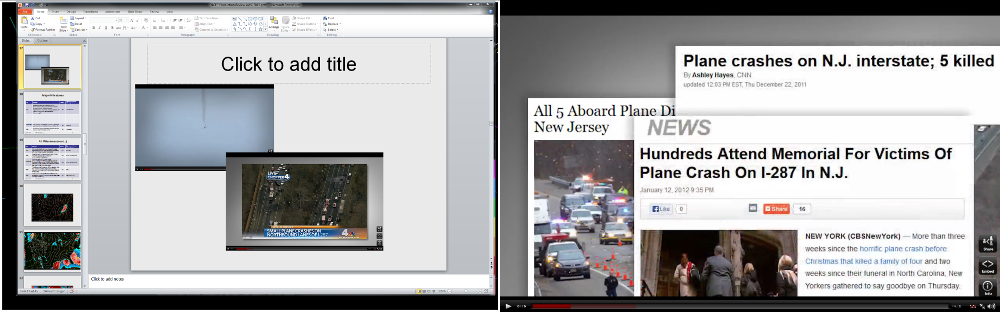 NCEP Production Review AWC 2013.pptx - Microsoft PowerPoint
File Home Insert Design Transitions Animations Slide Show Review View
Paste
Cut
Copy
Format Painter
Clipboard
New
Slide
Layout
Reset
Section
Slides
Font
Text Direction
Align Text
Convert to SmartArt
Paragraph
Arrange
Quick
Styles
Shape Fill
Shape Outline
Shape Effects
Drawing
Find
Replace
Select
Editing
Slides Outline
17
18
Major Milestones
19
All Milestones (cont...)
20
21
22
Click to add title
LIVE
CHOPPER 4
SPECIAL REPORT
SMALL PLANE CRASHES ON
NORTHBOUND LANES OF I-287
4
NBCNEWYORK.COM
© NBC
Click to add notes
Slide 17 of 45 "Default Design" 126%
Plane crashes on N.J. interstate; 5 killed
By Ashley Hayes, CNN
updated 12:03 PM EST, Thu December 22, 2011
All 5 Aboard Plane Di
New Jersey
NEWS
Hundreds Attend Memorial For Victims Of
Plane Crash On I-287 In N.J.
January 12, 2012 9:35 PM
Like 0 Share 16
NEW YORK (CBSNewYork) — More than three
weeks since the horrific plane crash before
Christmas that killed a family of four and two
weeks since their funeral in North Carolina, New
Yorkers gathered to say goodbye on Thursday.
Share
Embed
Info
01:19 14:12